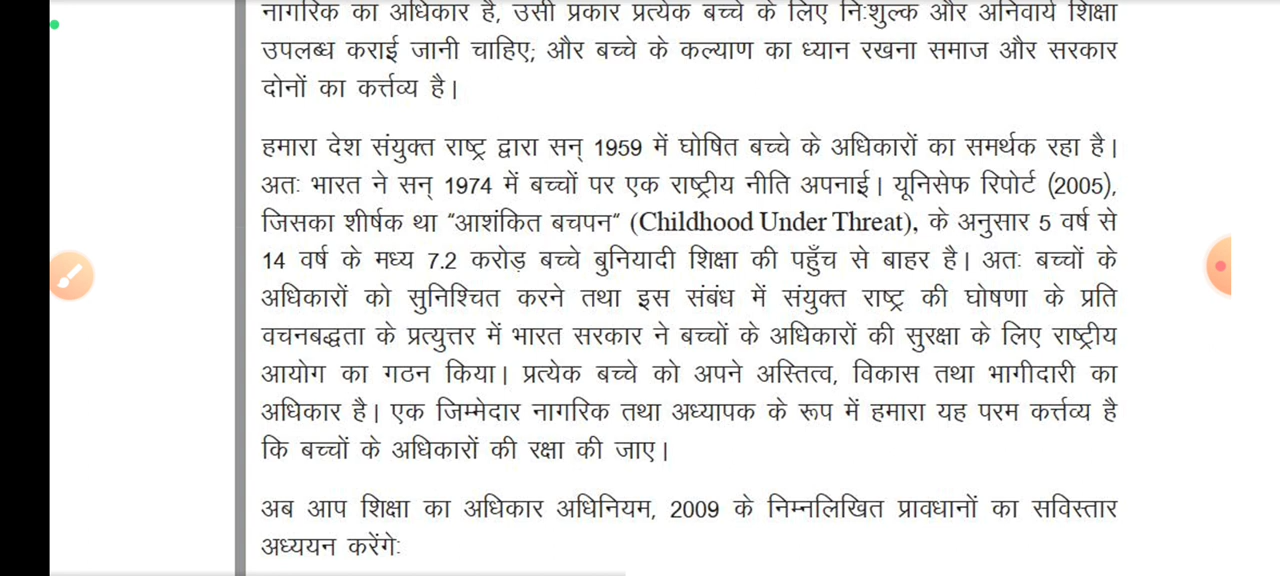 नागरिक का अधिकार है, उसी प्रकार प्रत्येक बच्चे के लिए निःशुल्क और अनिवार्य शिक्षा
उपलब्ध कराई जानी चाहिए; और बच्चे के कल्याण का ध्यान रखना समाज और सरकार
दोनों का कर्त्तव्य है।
हमारा देश संयुक्त राष्ट्र द्वारा सन् 1959 में घोषित बच्चे के अधिकारों का समर्थक रहा है।
अतः भारत ने सन् 1974 में बच्चों पर एक राष्ट्रीय नीति अपनाई। यूनिसेफ रिपोर्ट (2005),
जिसका शीर्षक था “आशंकित बचपन” (Childhood Under Threat), के अनुसार 5 वर्ष से
14 वर्ष के मध्य 7.2 करोड़ बच्चे बुनियादी शिक्षा की पहुँच से बाहर है। अतः बच्चों के
अधिकारों को सुनिश्चित करने तथा इस संबंध में संयुक्त राष्ट्र की घोषणा के प्रति
वचनबद्धता के प्रत्युत्तर में भारत सरकार ने बच्चों के अधिकारों की सुरक्षा के लिए राष्ट्रीय
आयोग का गठन किया। प्रत्येक बच्चे को अपने अस्तित्व, विकास तथा भागीदारी का
अधिकार है। एक जिम्मेदार नागरिक तथा अध्यापक के रूप में हमारा यह परम कर्त्तव्य है
कि बच्चों के अधिकारों की रक्षा की जाए।
अब आप शिक्षा का अधिकार अधिनियम, 2009 के निम्नलिखित प्रावधानों का सविस्तार
अध्ययन करेंगेः